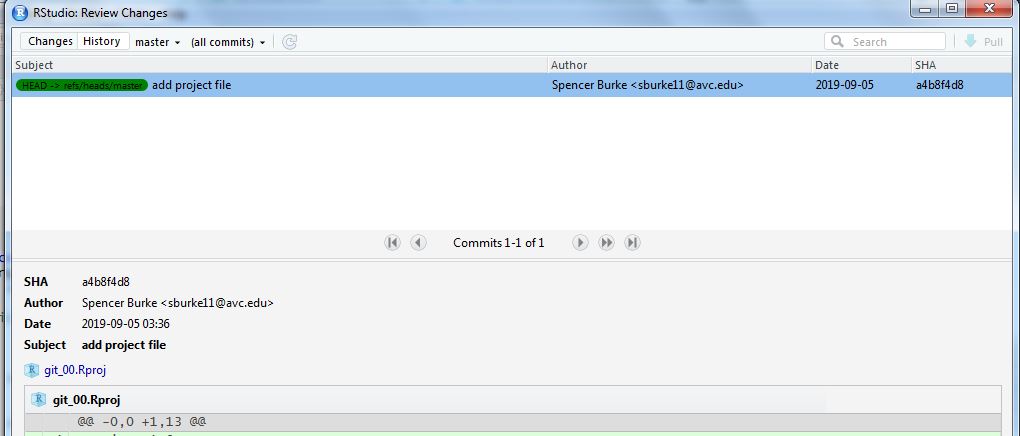 RStudio: Review Changes
Changes History master (all commits) Search Pull
Subject Author Date SHA
HEAD -> refs/heads/master add project file Spencer Burke <sburke11@avc.edu> 2019-09-05 a4b8f4d8
Commits 1-1 of 1
SHA a4b8f4d8
Author Spencer Burke <sburke11@avc.edu>
Date 2019-09-05 03:36
Subject add project file
git_00.Rproj
git_00.Rproj
@@ -0,0 +1,13 @@